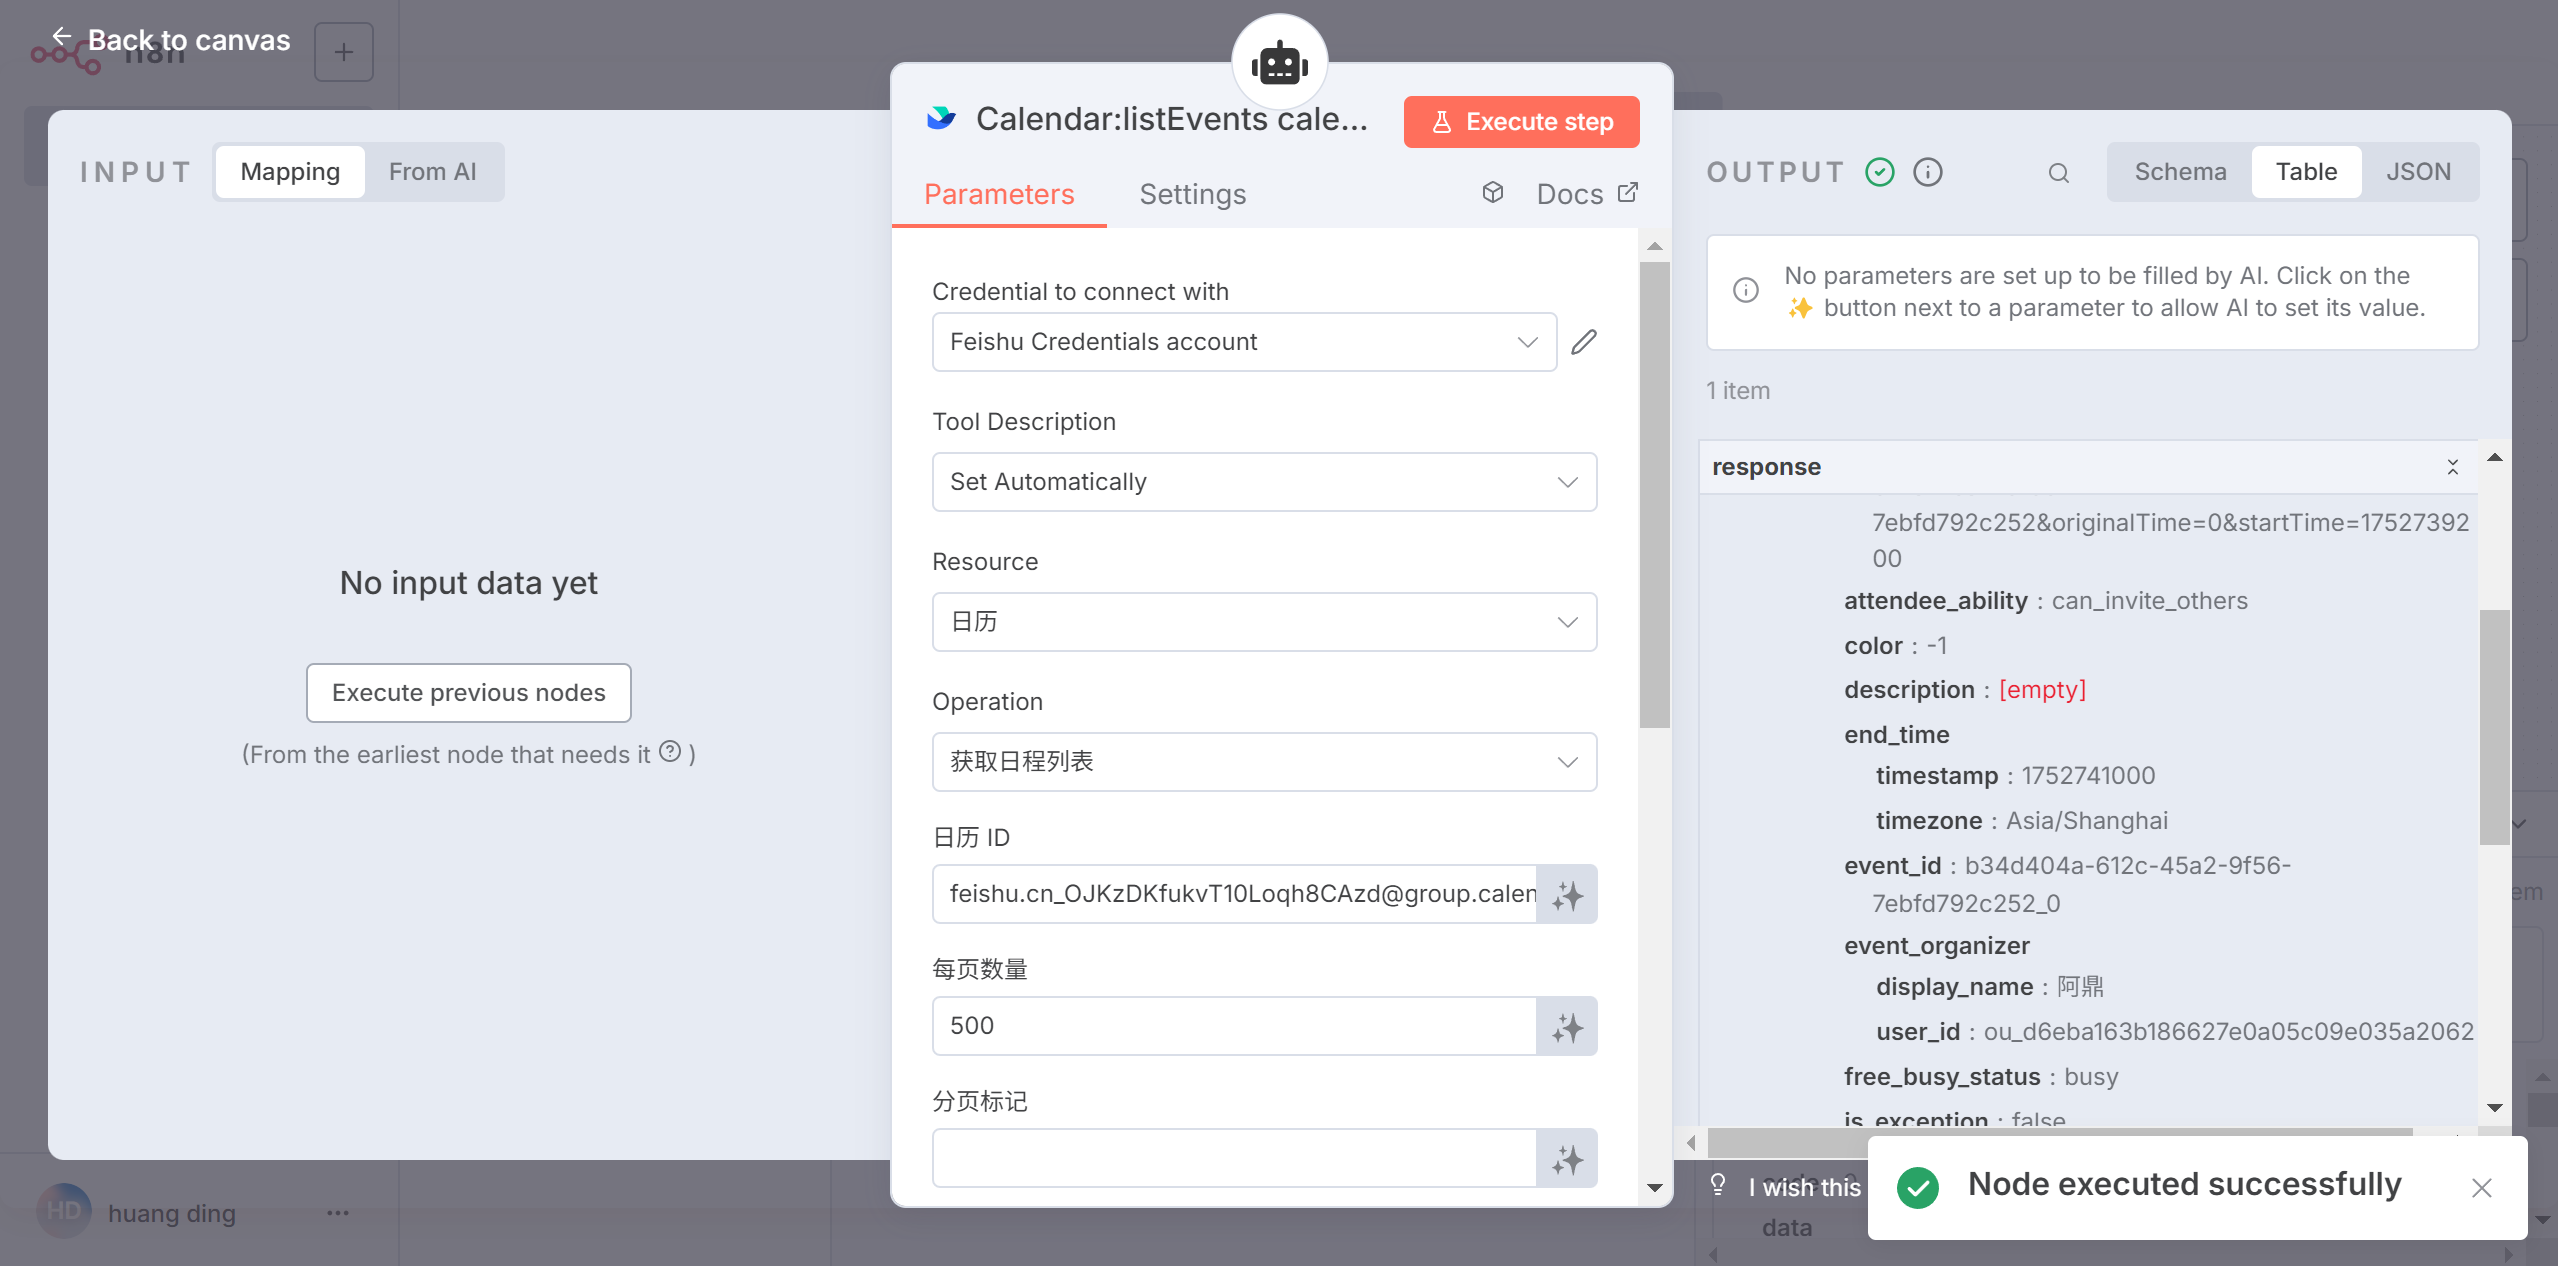 Back to canvas
n8n
INPUT
Mapping
From AI
No input data yet
Execute previous nodes
(From the earliest node that needs it )
Calendar:listEvents cale...
Execute step
Parameters
Settings
Docs
Credential to connect with
Feishu Credentials account
Tool Description
Set Automatically
Resource
日历
Operation
获取日程列表
日历 ID
feishu.cn_OJKzDKfukvT10Loqh8CAzd@group.calen
每页数量
500
分页标记
OUTPUT
Schema
Table
JSON
No parameters are set up to be filled by AI. Click on the
✨ button next to a parameter to allow AI to set its value.
1 item
response
7ebfd792c252&originalTime=0&startTime=17527392
00
attendee_ability : can_invite_others
color : -1
description : [empty]
end_time
timestamp : 1752741000
timezone : Asia/Shanghai
event_id : b34d404a-612c-45a2-9f56-
7ebfd792c252_0
event_organizer
display_name : 阿鼎
user_id : ou_d6eba163b186627e0a05c09e035a2062
free_busy_status : busy
is_exception : false
I wish this
data
Node executed successfully
HD
huang ding